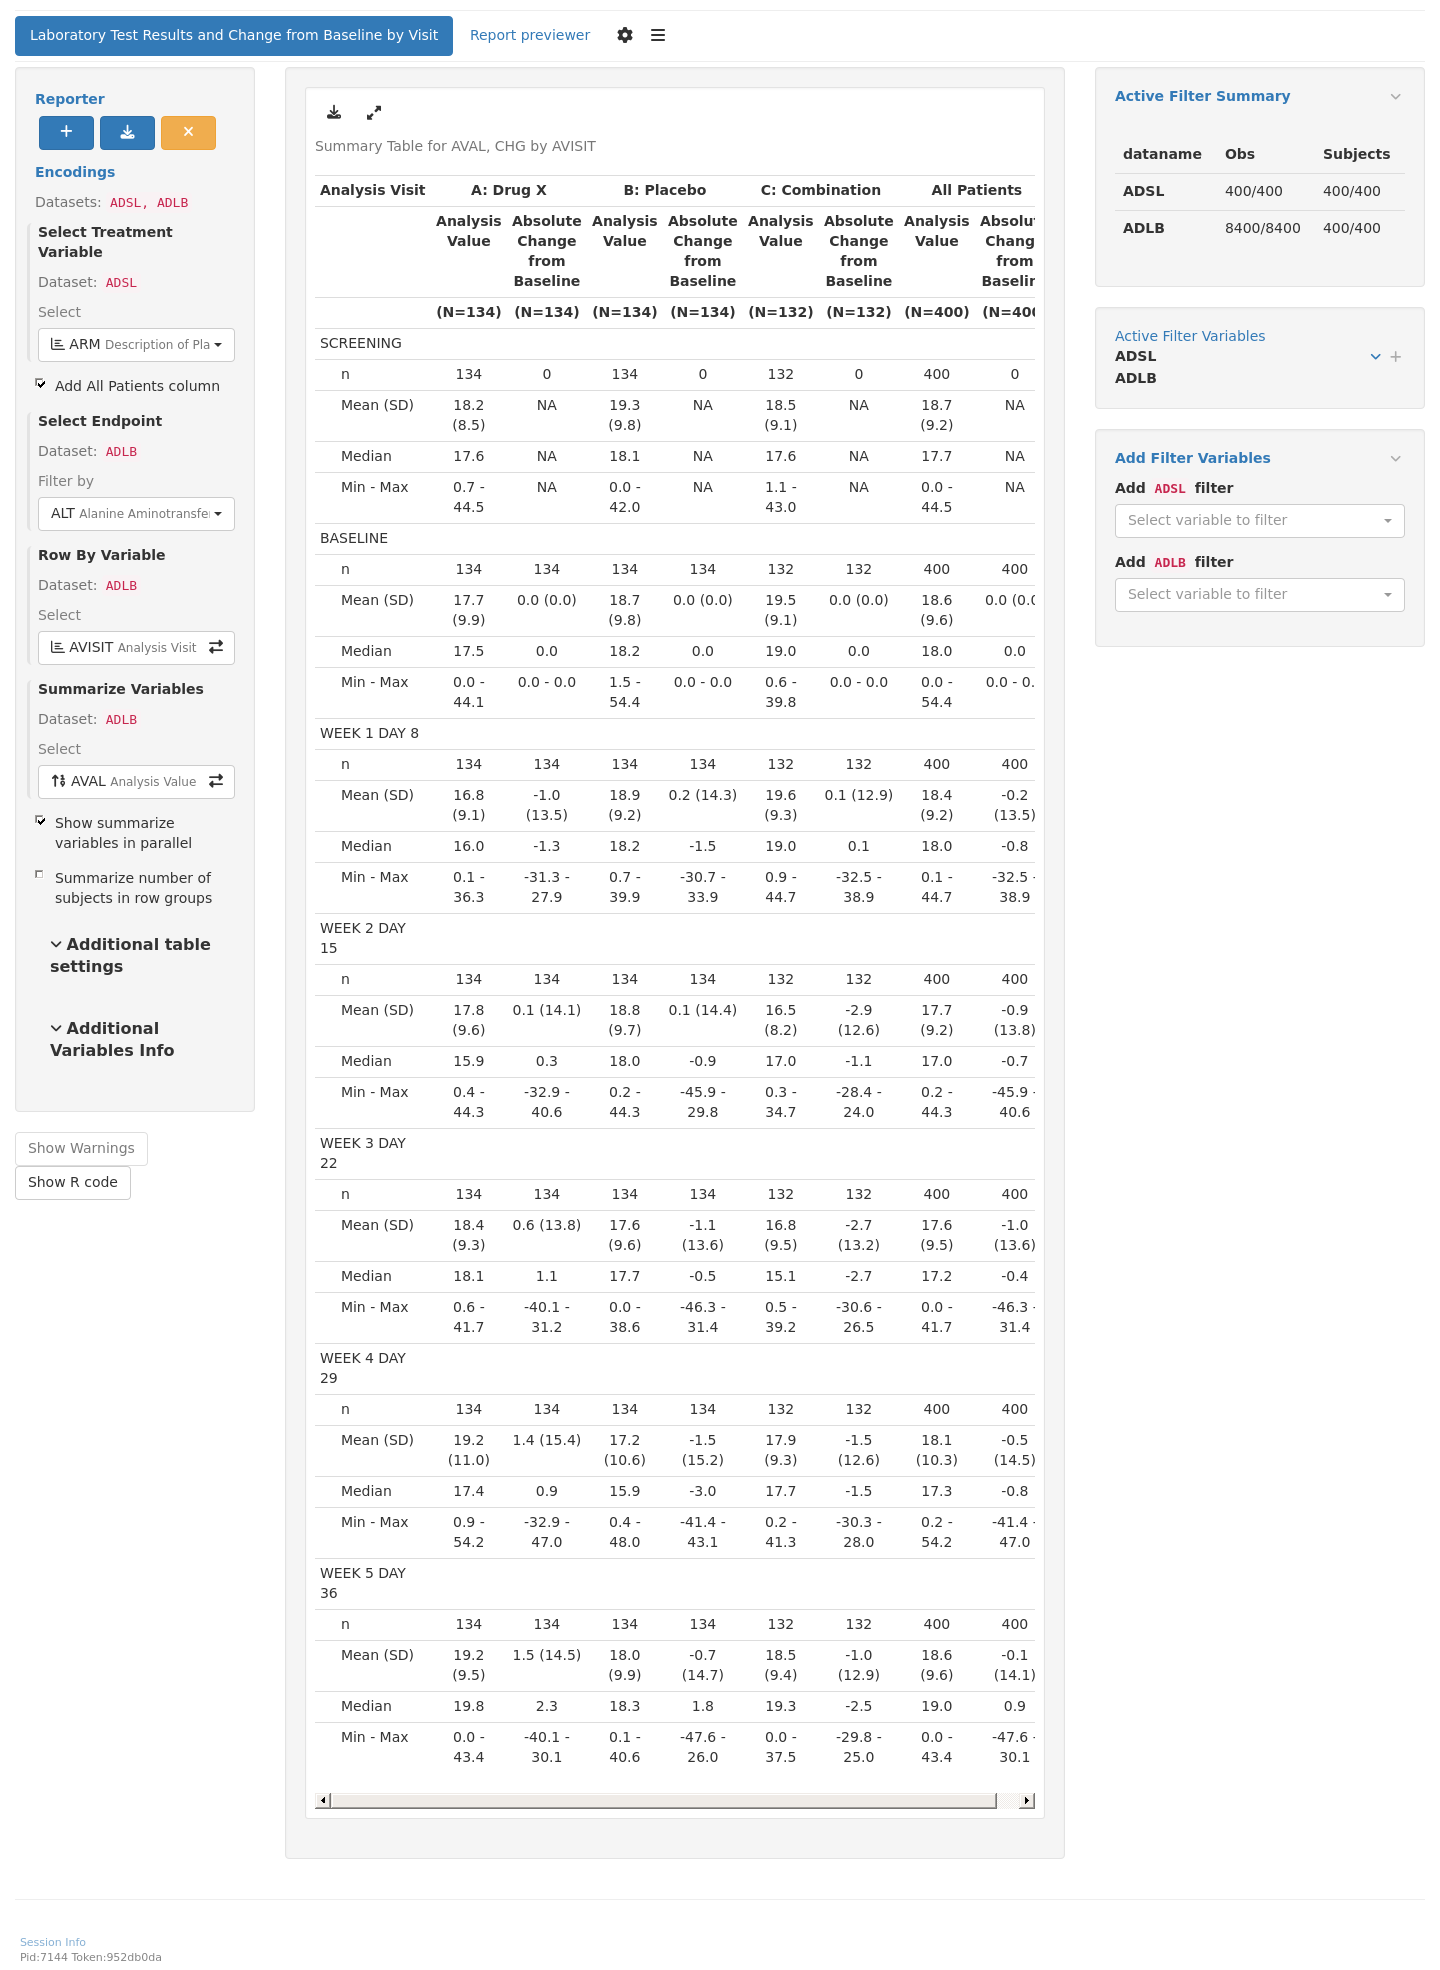 Laboratory Test Results and Change from Baseline by Visit
Report previewer
Reporter
Encodings
Datasets: ADSL, ADLB
Select Treatment
Variable
Dataset: ADSL
Select
ARM Description of Pla
Add All Patients column
Select Endpoint
Dataset: ADLB
Filter by
ALT Alanine Aminotransfe
Row By Variable
Dataset: ADLB
Select
AVISIT Analysis Visit
Summarize Variables
Dataset: ADLB
Select
AVAL Analysis Value
Show summarize
variables in parallel
Summarize number of
subjects in row groups
Additional table
settings
Additional
Variables Info
Show Warnings
Show R code
Summary Table for AVAL, CHG by AVISIT
Analysis Visit A: Drug X B: Placebo C: Combination All Patients
Analysis Absolute Analysis Absolute Analysis Absolute Analysis Absolut
Value Change Value Change Value Change Value Chang
from from from from
Baseline Baseline Baseline Baselin
(N=134) (N=134) (N=134) (N=134) (N=132) (N=132) (N=400) (N=400
SCREENING
n 134 0 134 0 132 0 400 0
Mean (SD) 18.2 NA 19.3 NA 18.5 NA 18.7 NA
(8.5) (9.8) (9.1) (9.2)
Median 17.6 NA 18.1 NA 17.6 NA 17.7 NA
Min - Max 0.7 - NA 0.0 - NA 1.1 - NA 0.0 - NA
44.5 42.0 43.0 44.5
BASELINE
n 134 134 134 134 132 132 400 400
Mean (SD) 17.7 0.0 (0.0) 18.7 0.0 (0.0) 19.5 0.0 (0.0) 18.6 0.0 (0.0
(9.9) (9.8) (9.1) (9.6)
Median 17.5 0.0 18.2 0.0 19.0 0.0 18.0 0.0
Min - Max 0.0 - 0.0 - 0.0 1.5 - 0.0 - 0.0 0.6 - 0.0 - 0.0 0.0 - 0.0 - 0.
44.1 54.4 39.8 54.4
WEEK 1 DAY 8
n 134 134 134 134 132 132 400 400
Mean (SD) 16.8 -1.0 18.9 0.2 (14.3) 19.6 0.1 (12.9) 18.4 -0.2
(9.1) (13.5) (9.2) (9.3) (9.2) (13.5)
Median 16.0 -1.3 18.2 -1.5 19.0 0.1 18.0 -0.8
Min - Max 0.1 - -31.3 - 0.7 - -30.7 - 0.9 - -32.5 - 0.1 - -32.5 -
36.3 27.9 39.9 33.9 44.7 38.9 44.7 38.9
WEEK 2 DAY
15
n 134 134 134 134 132 132 400 400
Mean (SD) 17.8 0.1 (14.1) 18.8 0.1 (14.4) 16.5 -2.9 17.7 -0.9
(9.6) (9.7) (8.2) (12.6) (9.2) (13.8)
Median 15.9 0.3 18.0 -0.9 17.0 -1.1 17.0 -0.7
Min - Max 0.4 - -32.9 - 0.2 - -45.9 - 0.3 - -28.4 - 0.2 - -45.9 -
44.3 40.6 44.3 29.8 34.7 24.0 44.3 40.6
WEEK 3 DAY
22
n 134 134 134 134 132 132 400 400
Mean (SD) 18.4 0.6 (13.8) 17.6 -1.1 16.8 -2.7 17.6 -1.0
(9.3) (9.6) (13.6) (9.5) (13.2) (9.5) (13.6)
Median 18.1 1.1 17.7 -0.5 15.1 -2.7 17.2 -0.4
Min - Max 0.6 - -40.1 - 0.0 - -46.3 - 0.5 - -30.6 - 0.0 - -46.3 -
41.7 31.2 38.6 31.4 39.2 26.5 41.7 31.4
WEEK 4 DAY
29
n 134 134 134 134 132 132 400 400
Mean (SD) 19.2 1.4 (15.4) 17.2 -1.5 17.9 -1.5 18.1 -0.5
(11.0) (10.6) (15.2) (9.3) (12.6) (10.3) (14.5)
Median 17.4 0.9 15.9 -3.0 17.7 -1.5 17.3 -0.8
Min - Max 0.9 - -32.9 - 0.4 - -41.4 - 0.2 - -30.3 - 0.2 - -41.4 -
54.2 47.0 48.0 43.1 41.3 28.0 54.2 47.0
WEEK 5 DAY
36
n 134 134 134 134 132 132 400 400
Mean (SD) 19.2 1.5 (14.5) 18.0 -0.7 18.5 -1.0 18.6 -0.1
(9.5) (9.9) (14.7) (9.4) (12.9) (9.6) (14.1)
Median 19.8 2.3 18.3 1.8 19.3 -2.5 19.0 0.9
Min - Max 0.0 - -40.1 - 0.1 - -47.6 - 0.0 - -29.8 - 0.0 - -47.6 -
43.4 30.1 40.6 26.0 37.5 25.0 43.4 30.1
Active Filter Summary
dataname Obs Subjects
ADSL 400/400 400/400
ADLB 8400/8400 400/400
Active Filter Variables
ADSL
ADLB
Add Filter Variables
Add ADSL filter
Select variable to filter
Add ADLB filter
Select variable to filter
Session Info
Pid:7144 Token:952db0da